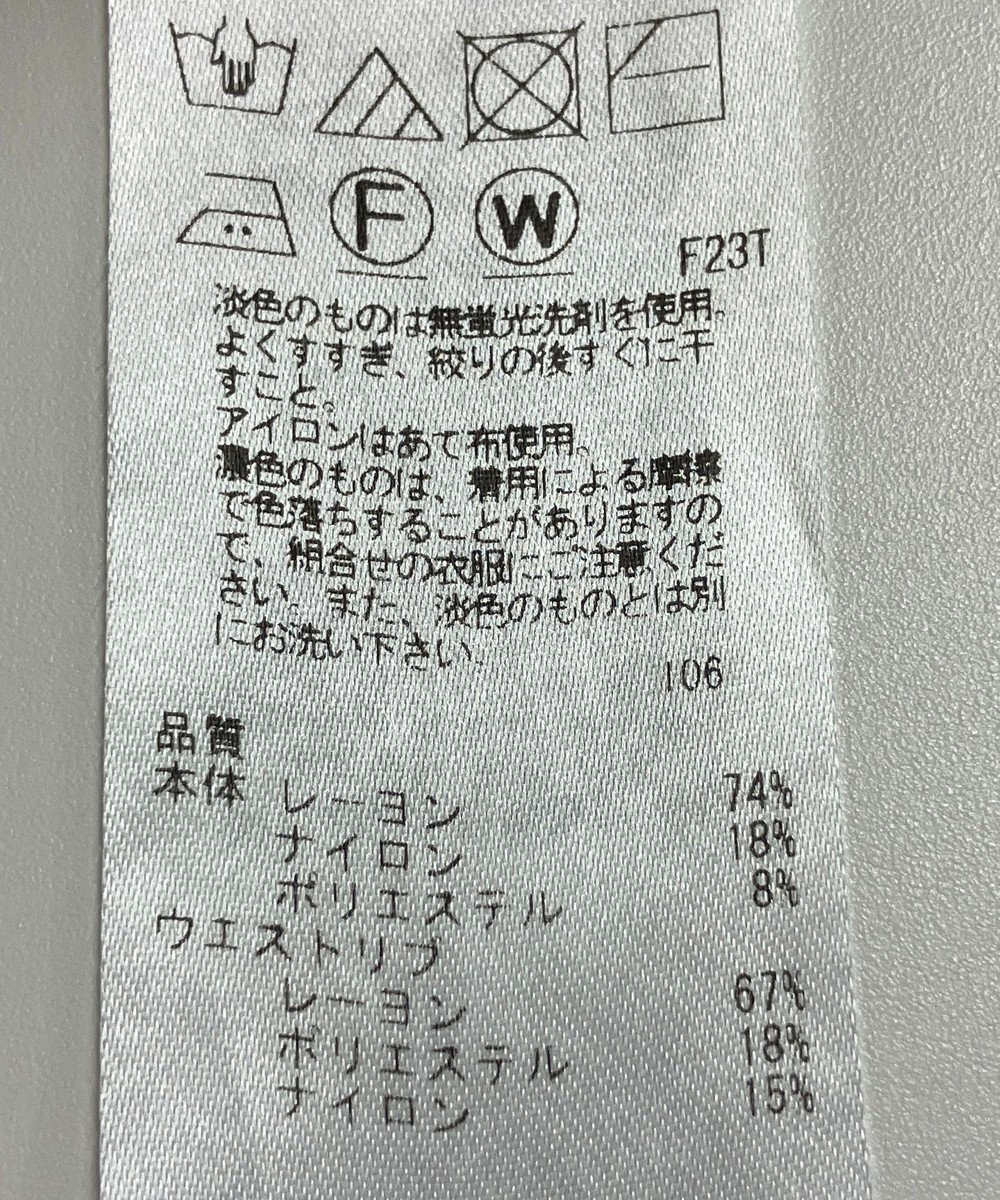 F W F23T
淡色のものは無蛍光洗剤を使用、
よくすすぎ、絞りの後すぐに干
すこと。
アイロンはあて布使用、
濃色のものは、着用による摩擦
で色落ちすることがありますの
で、組合せの衣服にご注意くだ
さい。また、淡色のものとは別
にお洗い下さい。
106
品質
本体
レーヨン 74%
ナイロン 18%
ポリエステル 8%
ウエストリブ
レーヨン 67%
ポリエステル 18%
ナイロン 15%